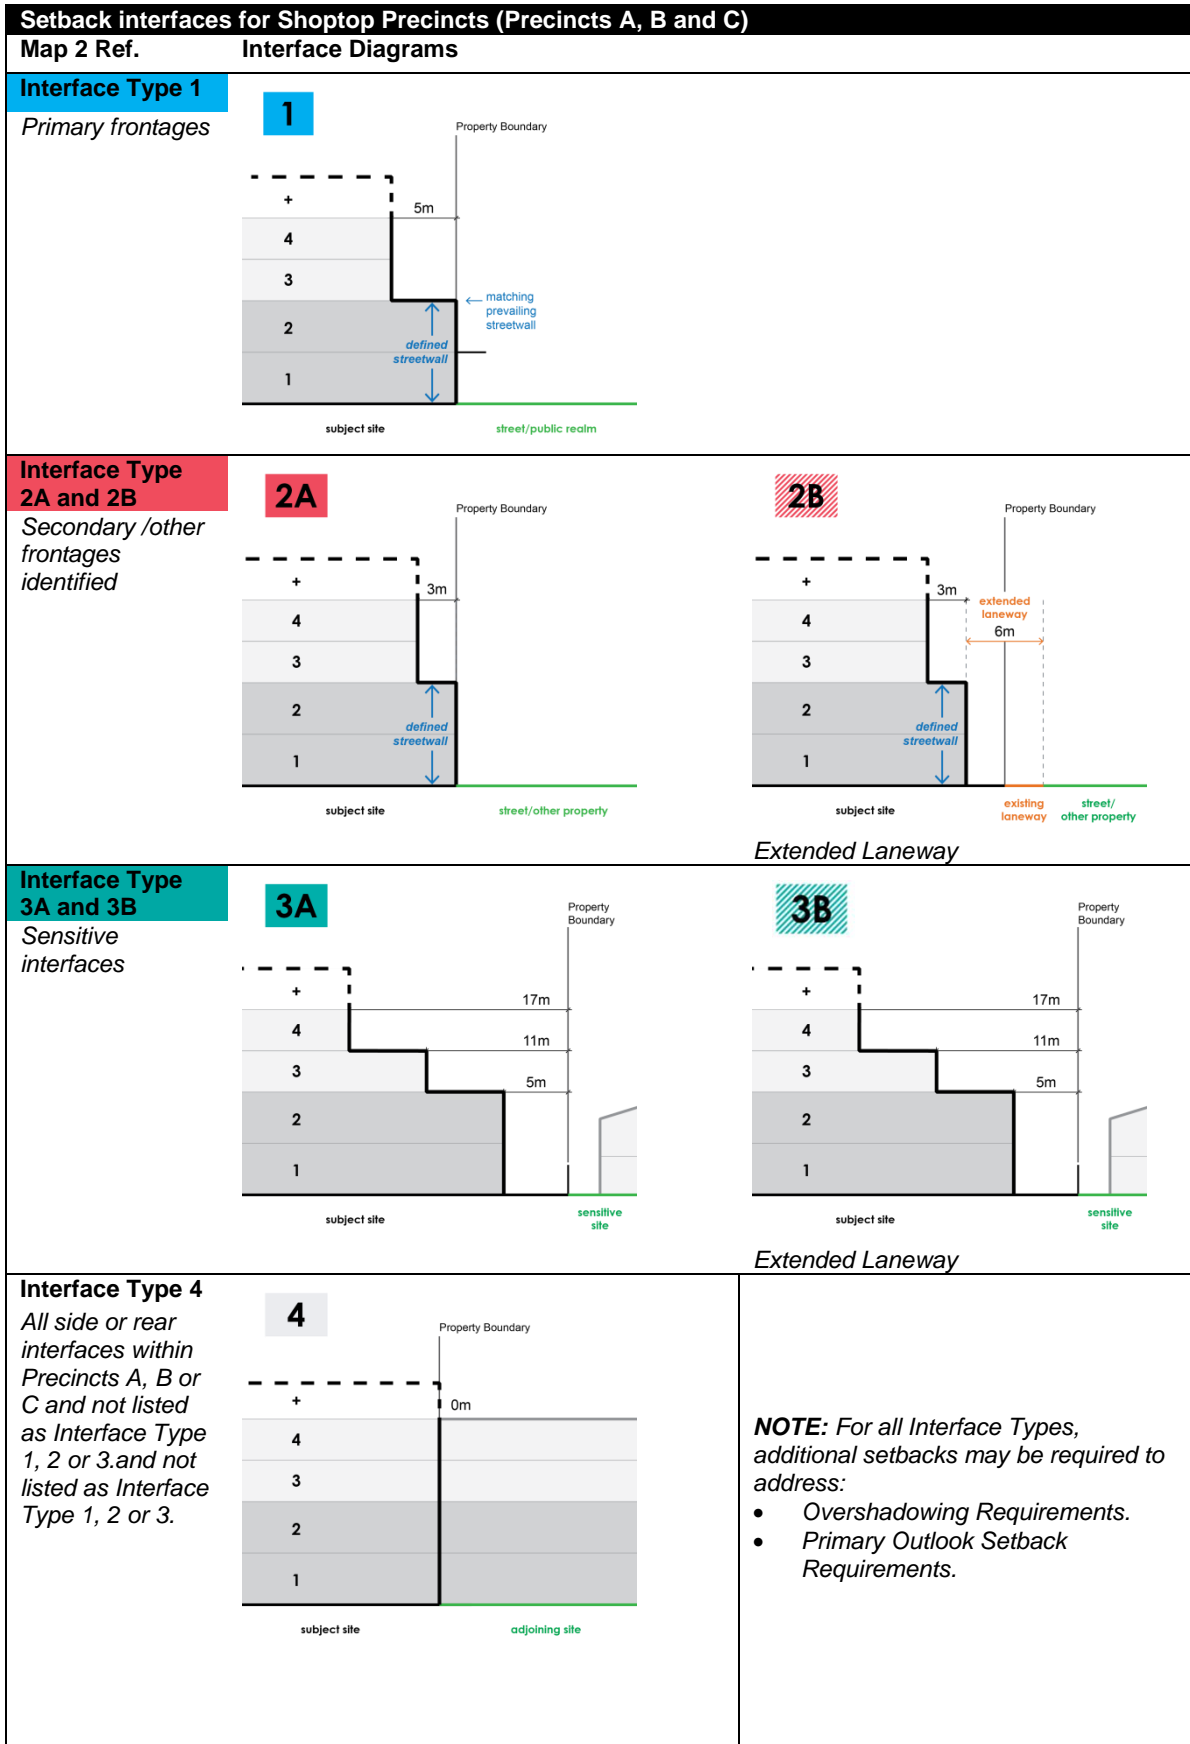 Setback interfaces for Shoptop Precincts (Precincts A, B and C)
Map 2 Ref. Interface Diagrams
Interface Type 1
Primary frontages
1
Property Boundary
+
5m
4
3
matching
prevailing
streetwall
2
defined
streetwall
1
subject site
street/public realm
Interface Type
2A and 2B
Secondary /other
frontages
identified
2A
Property Boundary
+
3m
4
3
2
defined
streetwall
1
subject site
street/other property
2B
Property Boundary
+
3m
extended
laneway
4
6m
3
2
defined
streetwall
1
subject site
existing
laneway
street/
other property
Extended Laneway
Interface Type
3A and 3B
Sensitive
interfaces
3A
Property
Boundary
+
17m
4
11m
3
5m
2
1
subject site
sensitive
site
3B
Property
Boundary
+
17m
4
11m
3
5m
2
1
subject site
sensitive
site
Extended Laneway
Interface Type 4
All side or rear
interfaces within
Precincts A, B or
C and not listed
as Interface Type
1, 2 or 3.and not
listed as Interface
Type 1, 2 or 3.
4
Property Boundary
+
0m
4
3
2
1
subject site
adjoining site
NOTE: For all Interface Types,
additional setbacks may be required to
address:
• Overshadowing Requirements.
• Primary Outlook Setback
Requirements.